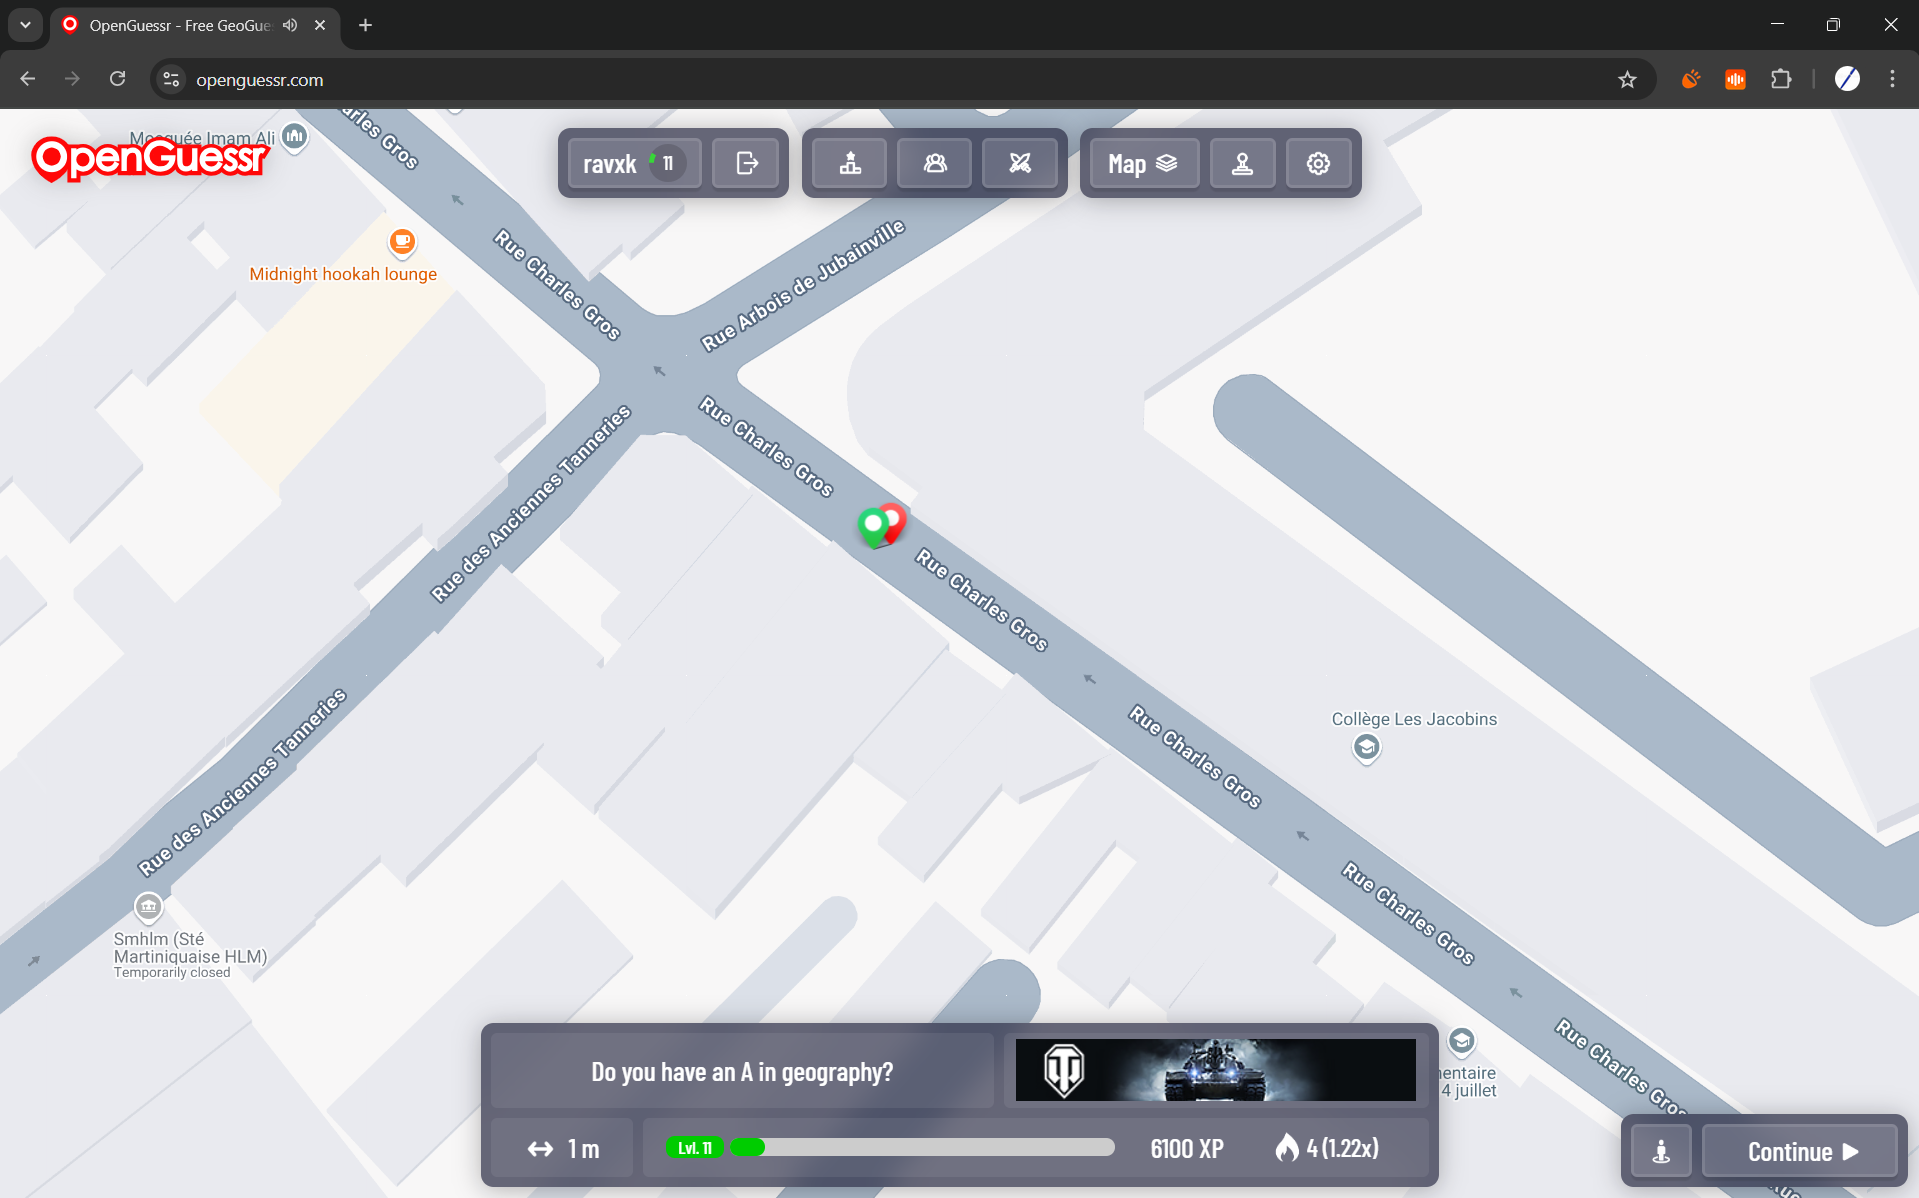 OpenGuessr - Free GeoGue
openguessr.com
Mosquée Imam Ali
OpenGuessr
ravxk 11
Map
Charles Gros
Midnight hookah lounge
Rue Charles Gros
Rue Arbois de Jubainville
Rue Charles Gros
Rue des Anciennes Tanneries
Rue Charles Gros
Rue des Anciennes Tanneries
Rue Charles Gros
Collège Les Jacobins
Rue Charles Gros
Smhlm (Sté
Martiniquaise HLM)
Temporarily closed
Rue Charles Gros
Do you have an A in geography?
mentaire
4 juillet
1 m
Lvl. 11
6100 XP
4 (1.22x)
Continue
Rue